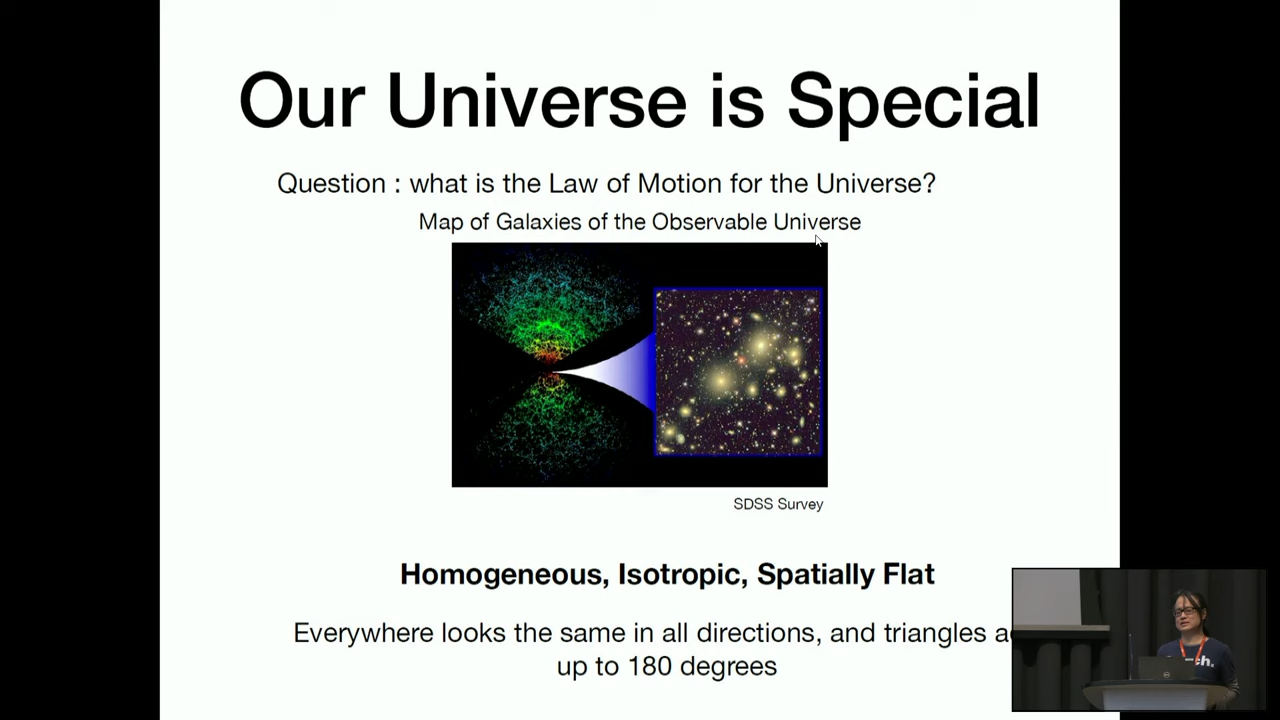 Our Universe is Special
Question : what is the Law of Motion for the Universe?
Map of Galaxies of the Observable Universe
SDSS Survey
Homogeneous, Isotropic, Spatially Flat
Everywhere looks the same in all directions, and triangles
up to 180 degrees